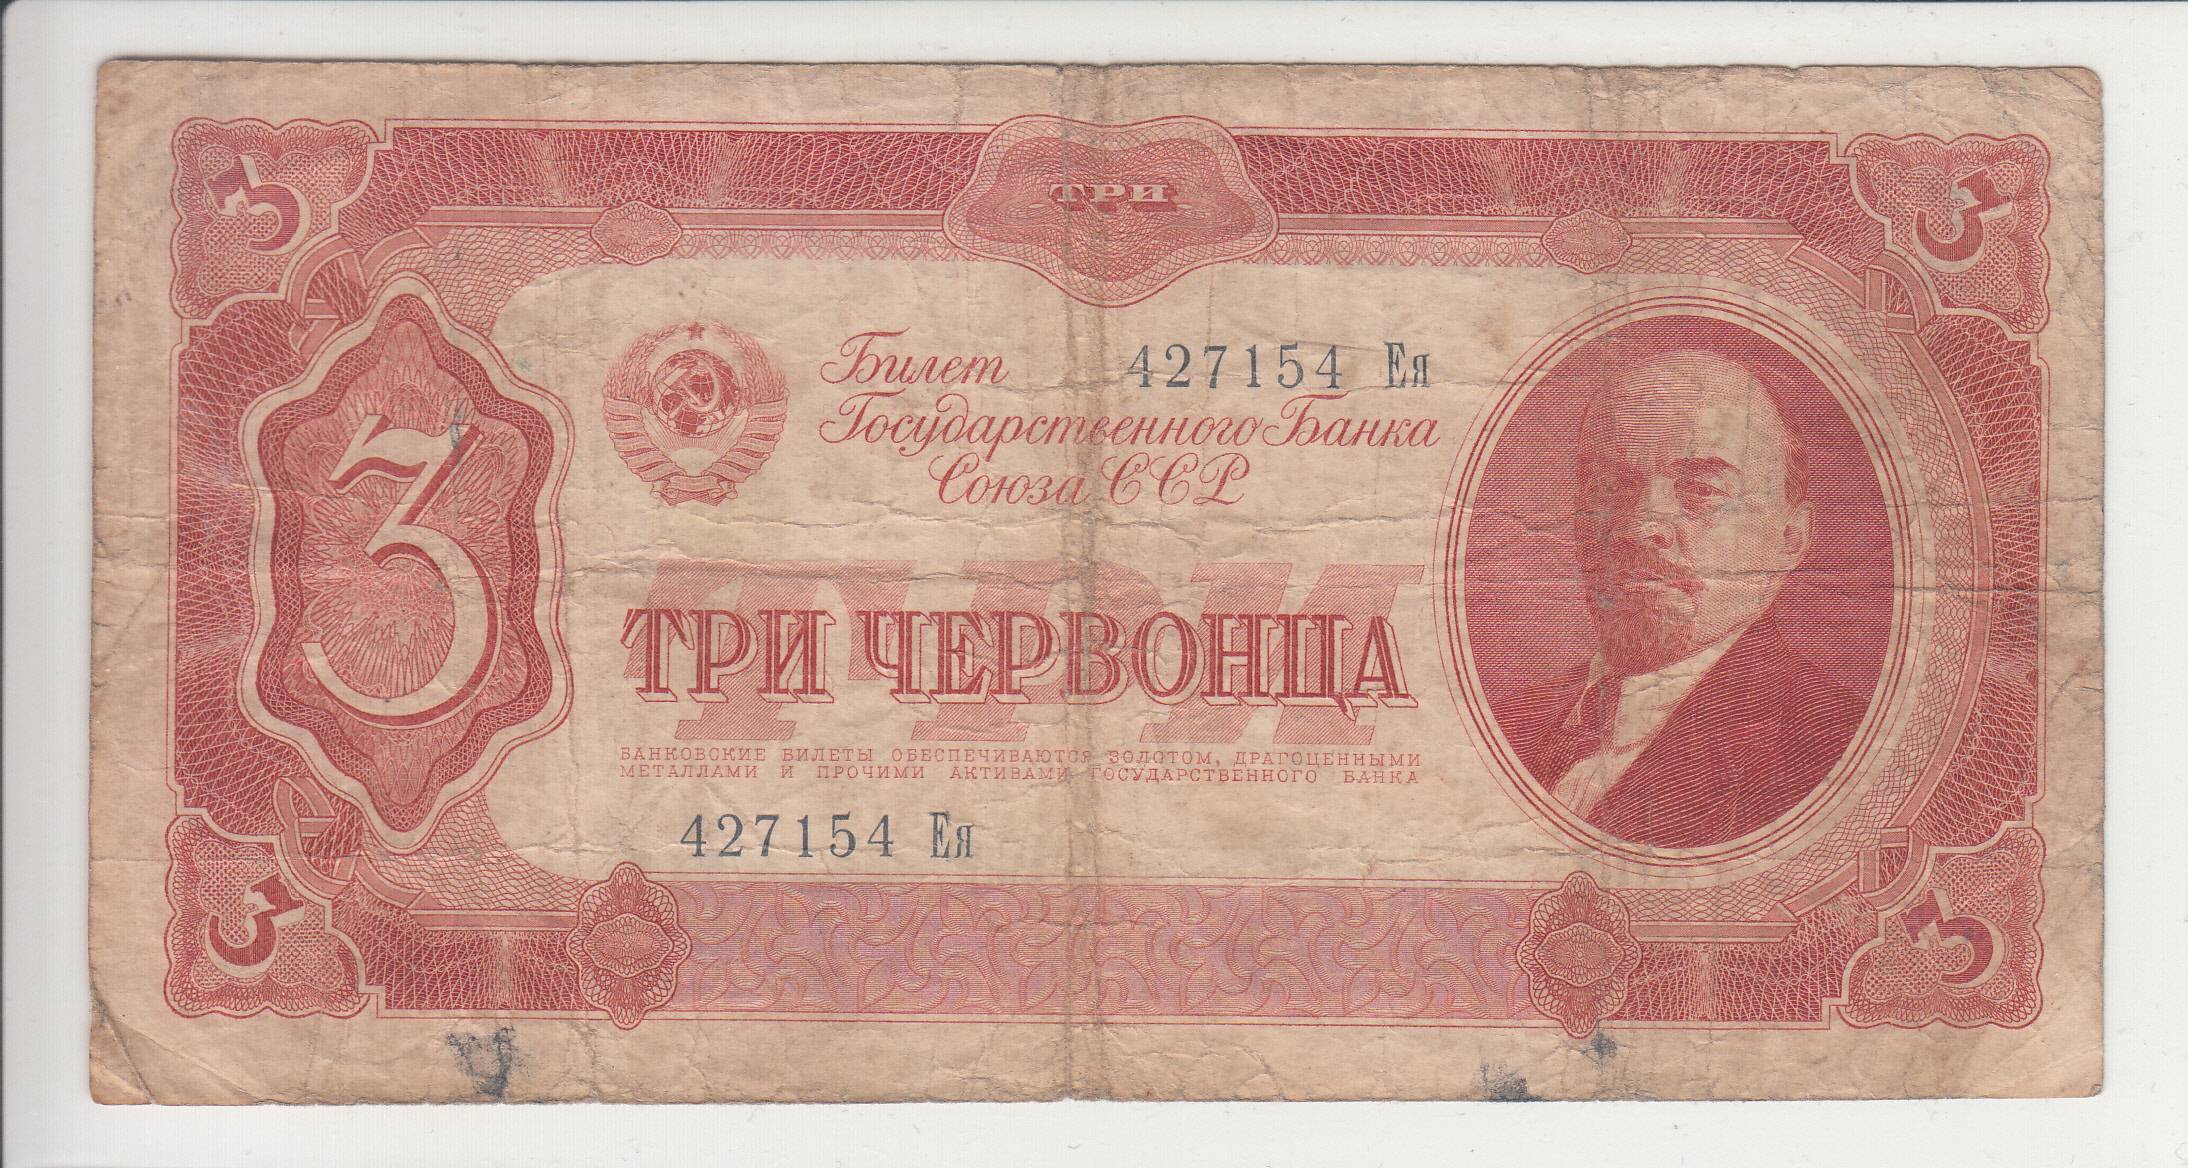 3 ТРИ 3
Билет 427154 Ея
Государственного Банка
Союза ССР
3
ТРИ
ТРИ ЧЕРВОНЦА
БАНКОВСКИЕ БИЛЕТЫ ОБЕСПЕЧИВАЮТСЯ ЗОЛОТОМ, ДРАГОЦЕННЫМИ
МЕТАЛЛАМИ И ПРОЧИМИ АКТИВАМИ ГОСУДАРСТВЕННОГО БАНКА
427154 Ея
3 3